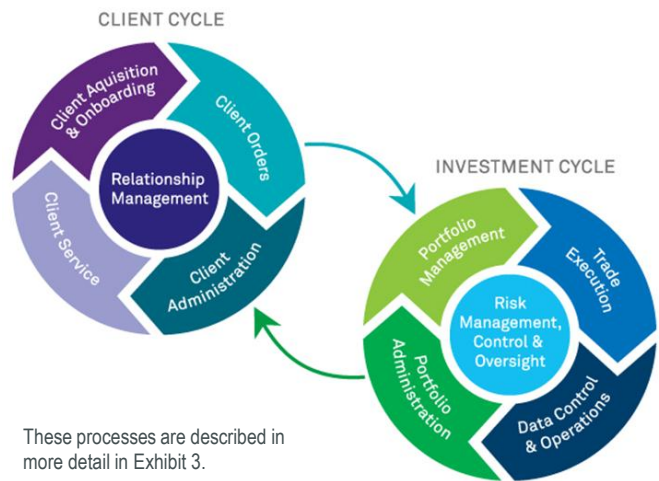 CLIENT CYCLE
Client Aquisition
& Onboarding
Client Orders
Relationship
Management
Client Service
Client
Administration
INVESTMENT CYCLE
Portfolio
Management
Trade
Execution
Risk
Management,
Control &
Oversight
Portfolio
Administration
Data Control
& Operations
These processes are described in
more detail in Exhibit 3.